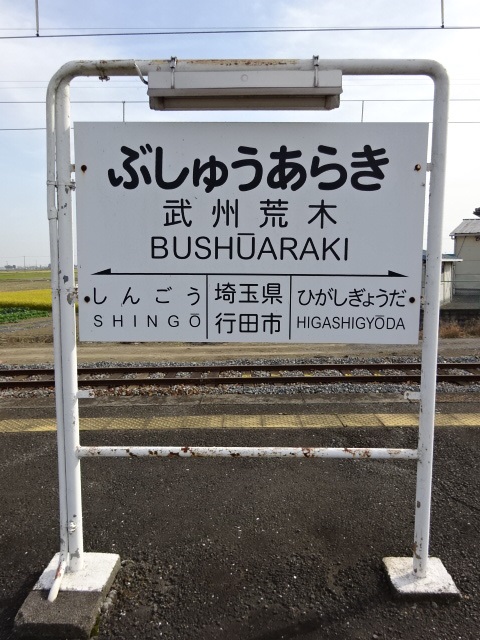 ぶしゅうあらき
武州荒木
BUSHŪARAKI
しんごう
SHINGŌ
埼玉県
行田市
ひがしぎょうだ
HIGASHIGYŌDA